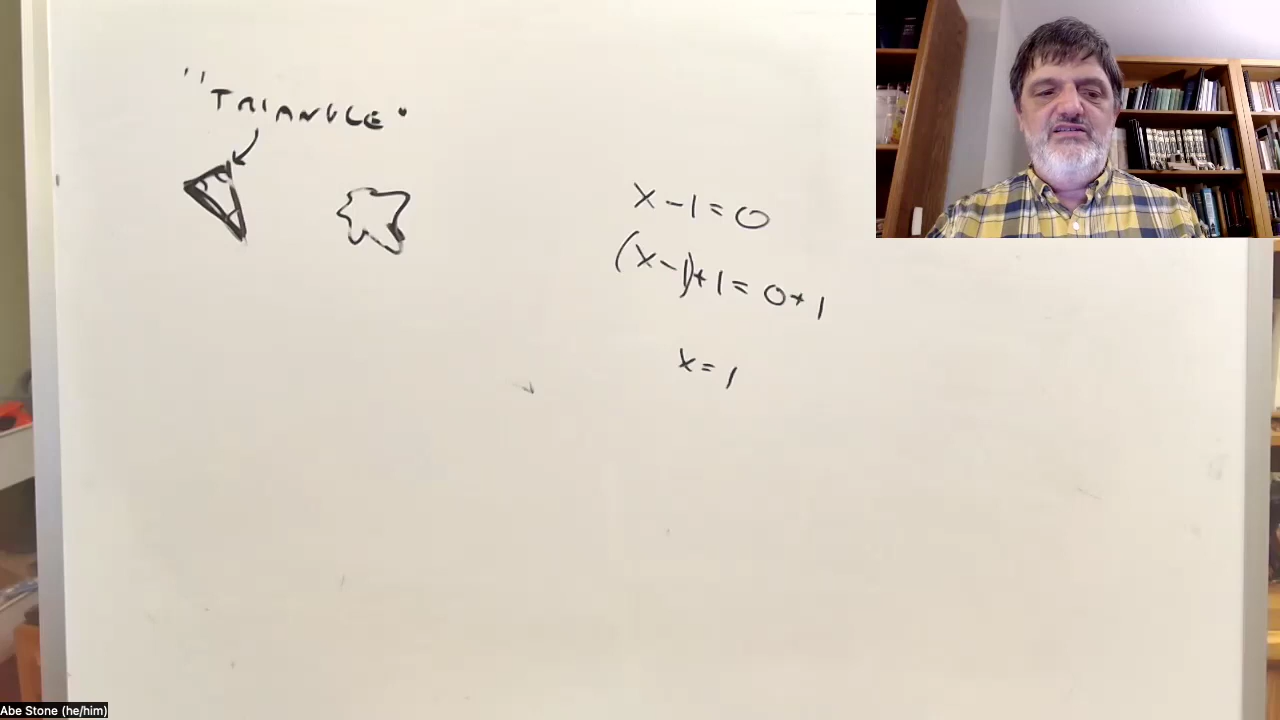 "TRIANGLE"
x-1=0
(x-1)+1=0+1
x=1
Abe Stone (he/him)